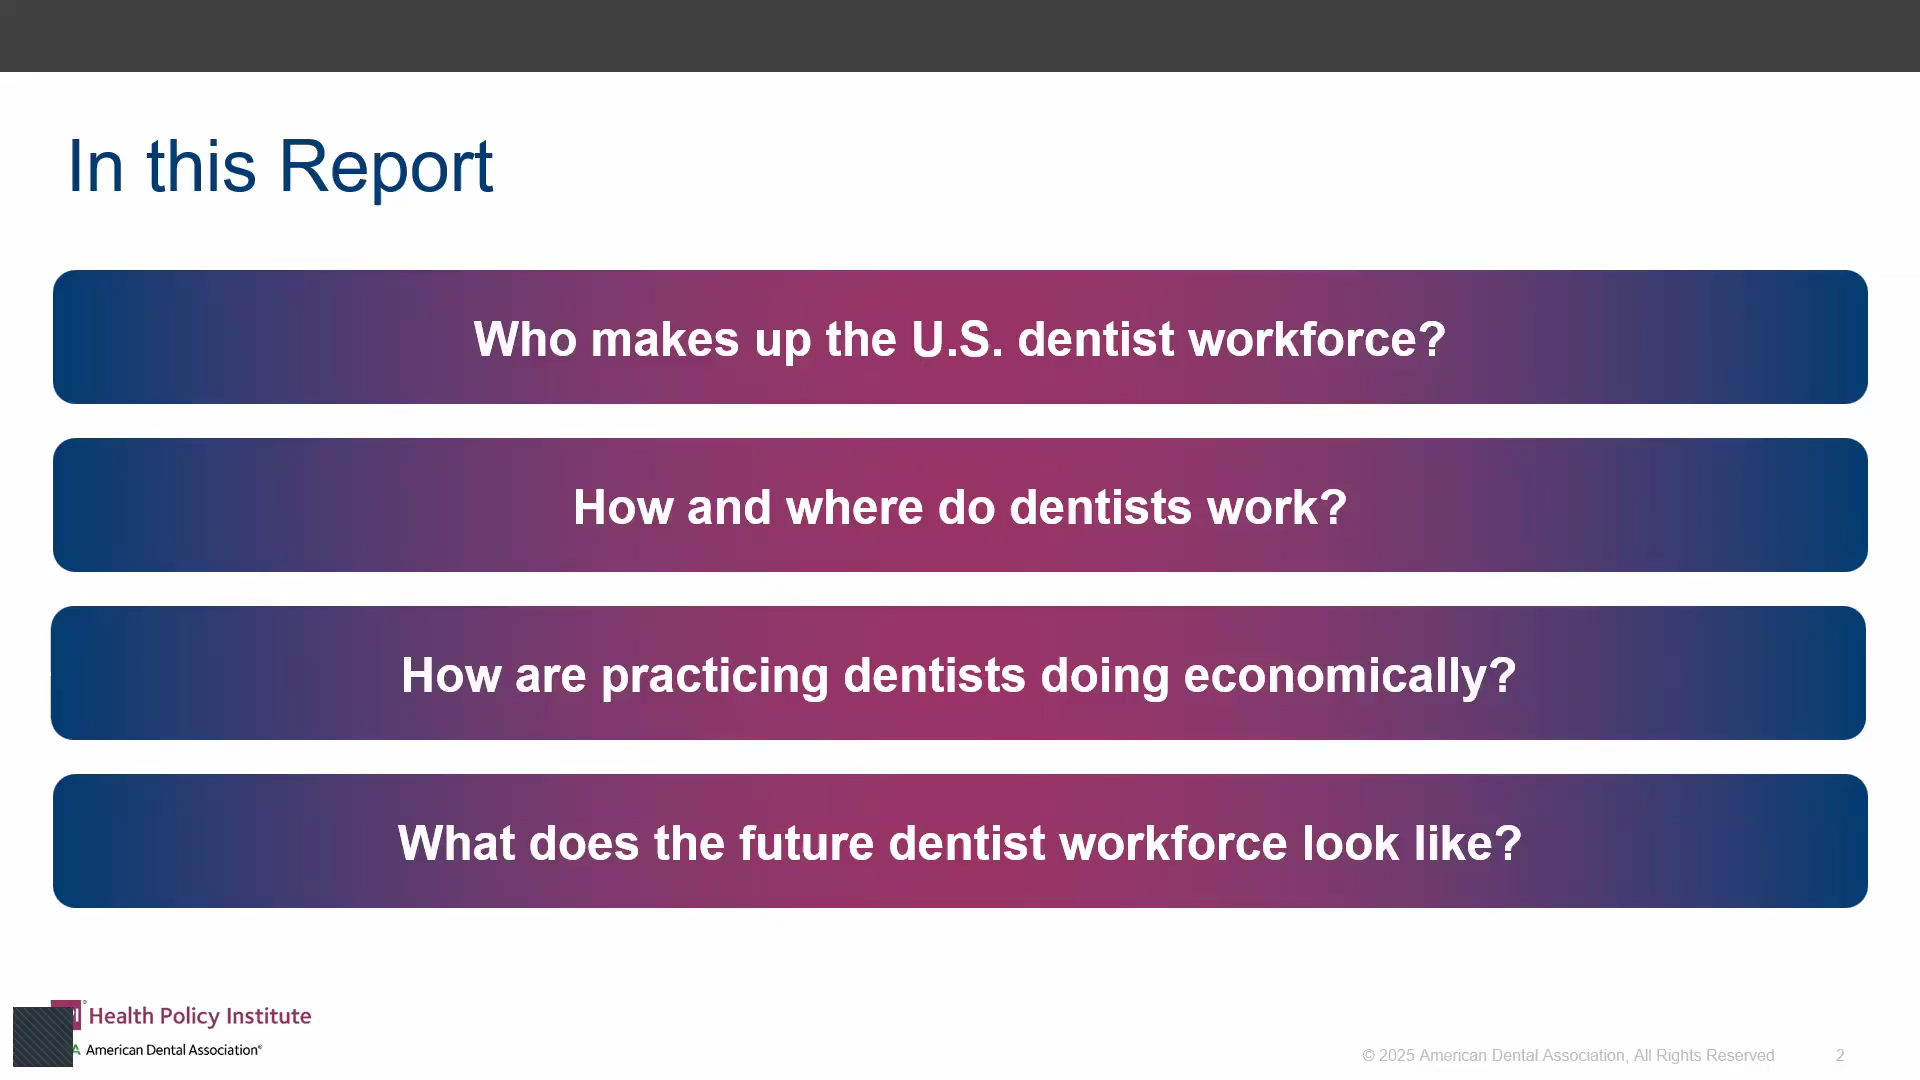 In this Report
Who makes up the U.S. dentist workforce?
How and where do dentists work?
How are practicing dentists doing economically?
What does the future dentist workforce look like?
Health Policy Institute
American Dental Association®
© 2025 American Dental Association, All Rights Reserved
2